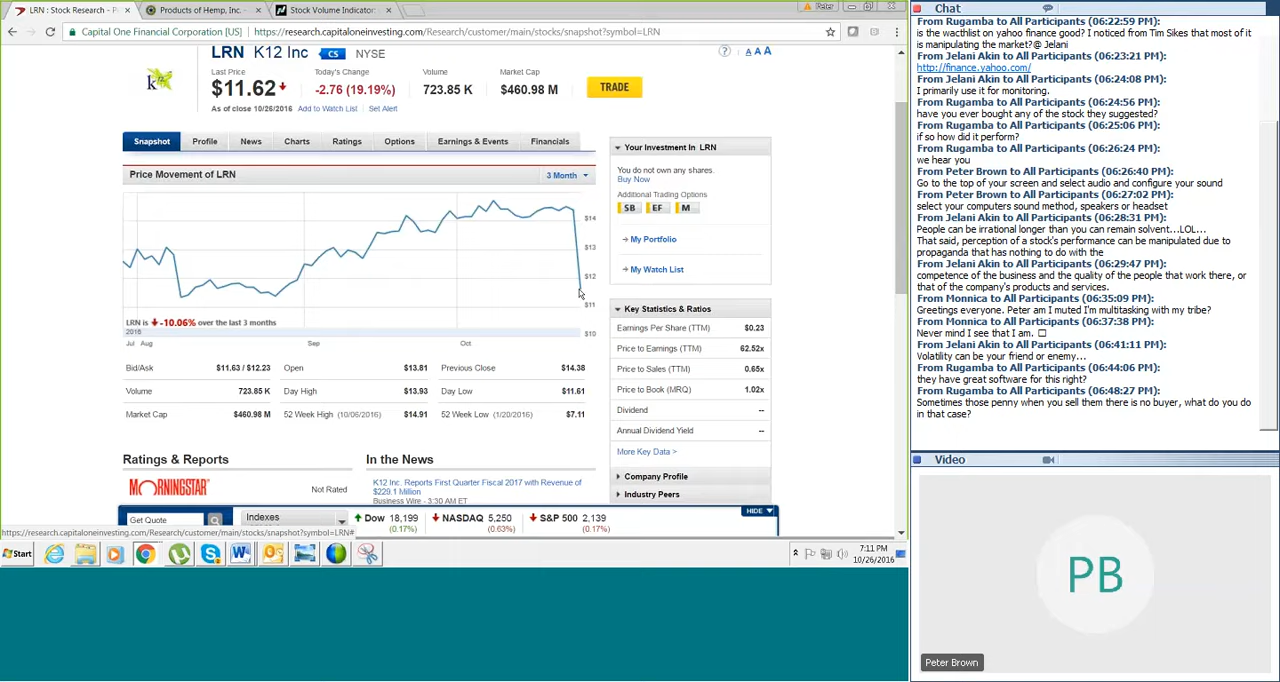 LRN : Stock Research - P
Products of Hemp, Inc.
Stock Volume Indicator:
Peter
Capital One Financial Corporation [US]
https://research.capitaloneinvesting.com/Research/customer/main/stocks/snapshot?symbol=LRN
LRN K12 Inc CS NYSE
A A A
Last Price
Today's Change
Volume
Market Cap
$11.62
-2.76 (19.19%)
723.85 K
$460.98 M
TRADE
As of close 10/26/2016 Add to Watch List Set Alert
Snapshot Profile News Charts Ratings Options Earnings & Events Financials
Price Movement of LRN
3 Month
$14
$13
$12
$11
$10
LRN is -10.06% over the last 3 months
2016
Jul Aug Sep Oct
Bid/Ask $11.63 / $12.23 Open $13.81 Previous Close $14.38
Volume 723.85 K Day High $13.93 Day Low $11.61
Market Cap $460.98 M 52 Week High (10/06/2016) $14.91 52 Week Low (1/20/2016) $7.11
Ratings & Reports
MORNINGSTAR
Not Rated
In the News
K12 Inc. Reports First Quarter Fiscal 2017 with Revenue of
$229.1 Million
Business Wire - 3:30 AM ET
Your Investment In LRN
You do not own any shares.
Buy Now
Additional Trading Options
SB EF M
My Portfolio
My Watch List
Key Statistics & Ratios
Earnings Per Share (TTM) $0.23
Price to Earnings (TTM) 62.52x
Price to Sales (TTM) 0.65x
Price to Book (MRQ) 1.02x
Dividend --
Annual Dividend Yield --
More Key Data >
Company Profile
Industry Peers
HIDE
Get Quote
Indexes
Dow 18,199
(0.17%)
NASDAQ 5,250
(0.63%)
S&P 500 2,139
(0.17%)
https://research.capitaloneinvesting.com/Research/customer/main/stocks/snapshot?symbol=LRN#
Start
7:11 PM
10/26/2016
Chat
From Rugamba to All Participants (06:22:59 PM):
is the wacthlist on yahoo finance good? I noticed from Tim Sikes that most of it
is manipulating the market?@ Jelani
From Jelani Akin to All Participants (06:23:21 PM):
http://finance.yahoo.com/
From Jelani Akin to All Participants (06:24:08 PM):
I primarily use it for monitoring.
From Rugamba to All Participants (06:24:56 PM):
have you ever bought any of the stock they suggested?
From Rugamba to All Participants (06:25:06 PM):
if so how did it perform?
From Rugamba to All Participants (06:26:24 PM):
we hear you
From Peter Brown to All Participants (06:26:40 PM):
Go to the top of your screen and select audio and configure your sound
From Peter Brown to All Participants (06:27:02 PM):
select your computers sound method, speakers or headset
From Jelani Akin to All Participants (06:28:31 PM):
People can be irrational longer than you can remain solvent...LOL...
That said, perception of a stock's performance can be manipulated due to
propaganda that has nothing to do with the
From Jelani Akin to All Participants (06:29:47 PM):
competence of the business and the quality of the people that work there, or
that of the company's products and services.
From Monnica to All Participants (06:35:09 PM):
Greetings everyone. Peter am I muted I'm multitasking with my tribe?
From Monnica to All Participants (06:37:38 PM):
Never mind I see that I am. □
From Jelani Akin to All Participants (06:41:11 PM):
Volatility can be your friend or enemy...
From Rugamba to All Participants (06:44:06 PM):
they have great software for this right?
From Rugamba to All Participants (06:48:27 PM):
Sometimes those penny when you sell them there is no buyer, what do you do
in that case?
Video
PB
Peter Brown